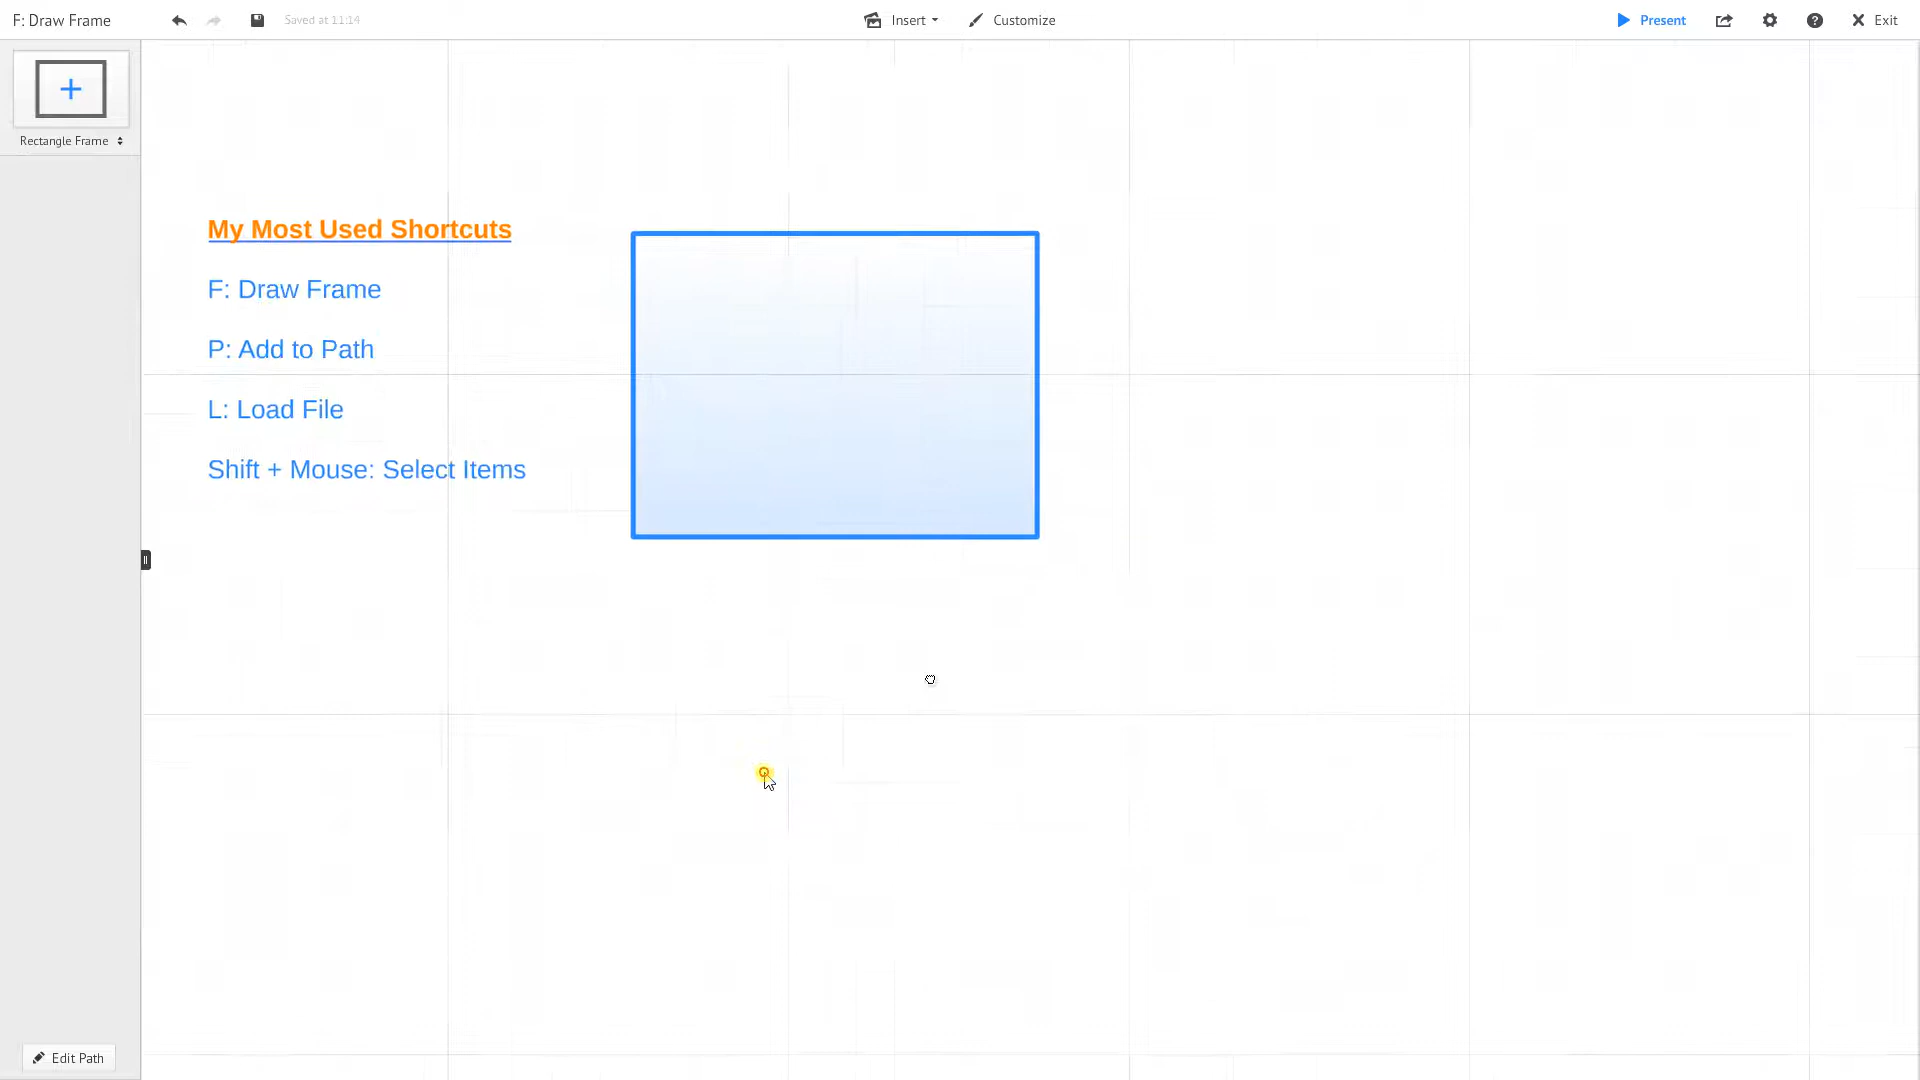 F: Draw Frame
Saved at 11:14
Insert
Customize
Present
Exit
Rectangle Frame
My Most Used Shortcuts
F: Draw Frame
P: Add to Path
L: Load File
Shift + Mouse: Select Items
Edit Path